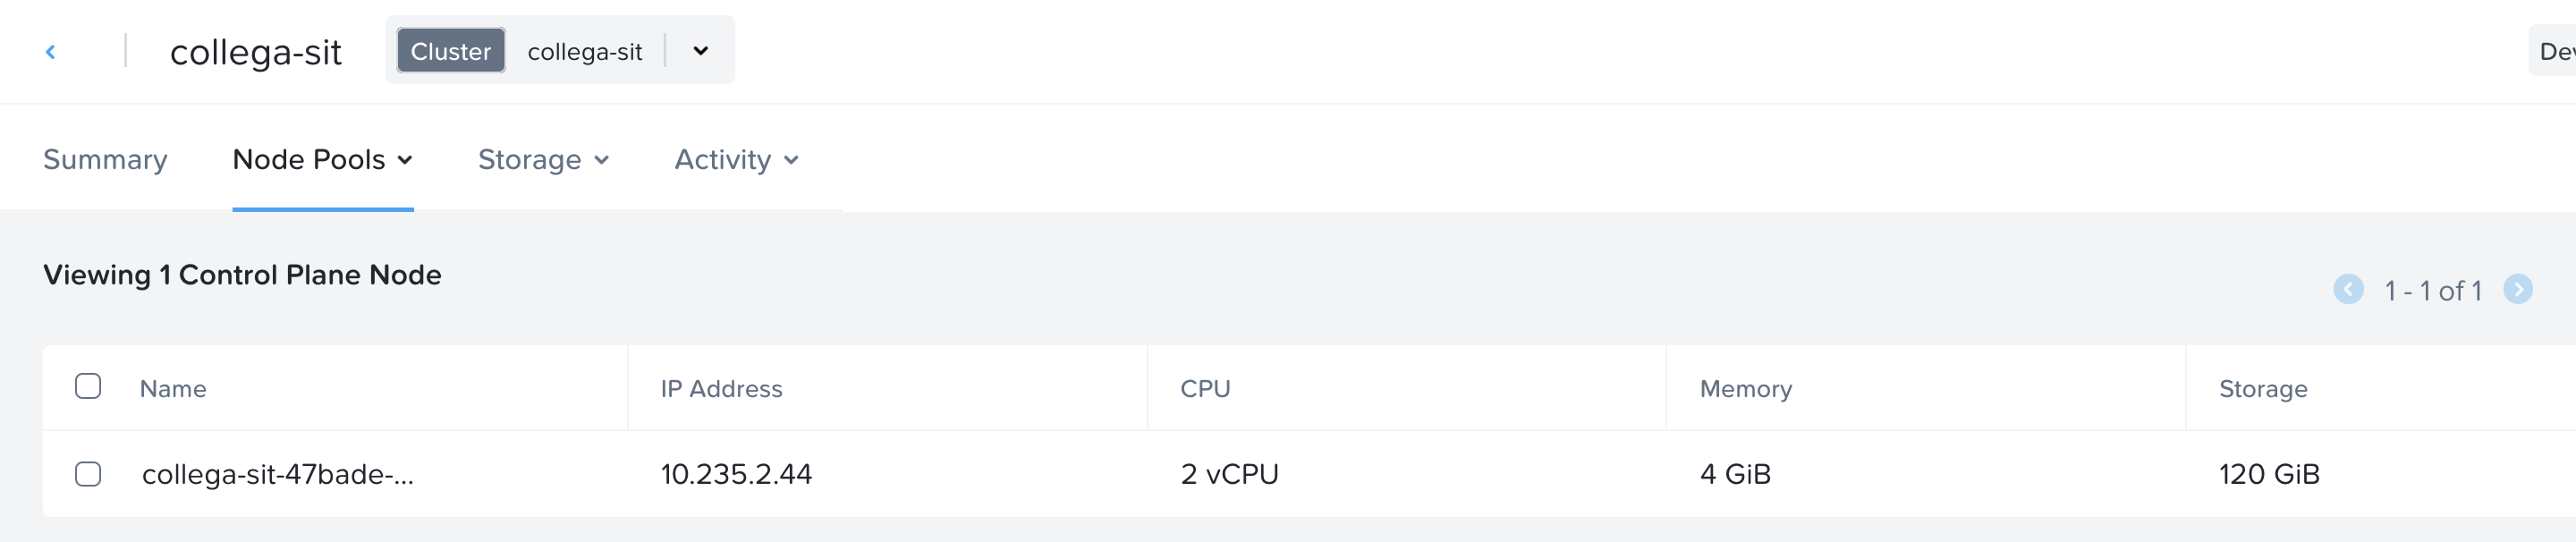 collega-sit Cluster collega-sit
Summary Node Pools Storage Activity
Viewing 1 Control Plane Node
1 - 1 of 1
Name IP Address CPU Memory Storage
collega-sit-47bade-... 10.235.2.44 2 vCPU 4 GiB 120 GiB